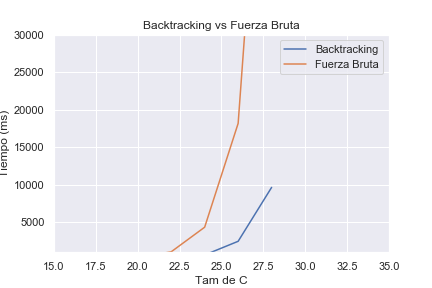 Backtracking vs Fuerza Bruta
30000
25000
20000
15000
10000
5000
Tiempo (ms)
Backtracking
Fuerza Bruta
15.0 17.5 20.0 22.5 25.0 27.5 30.0 32.5 35.0
Tam de C